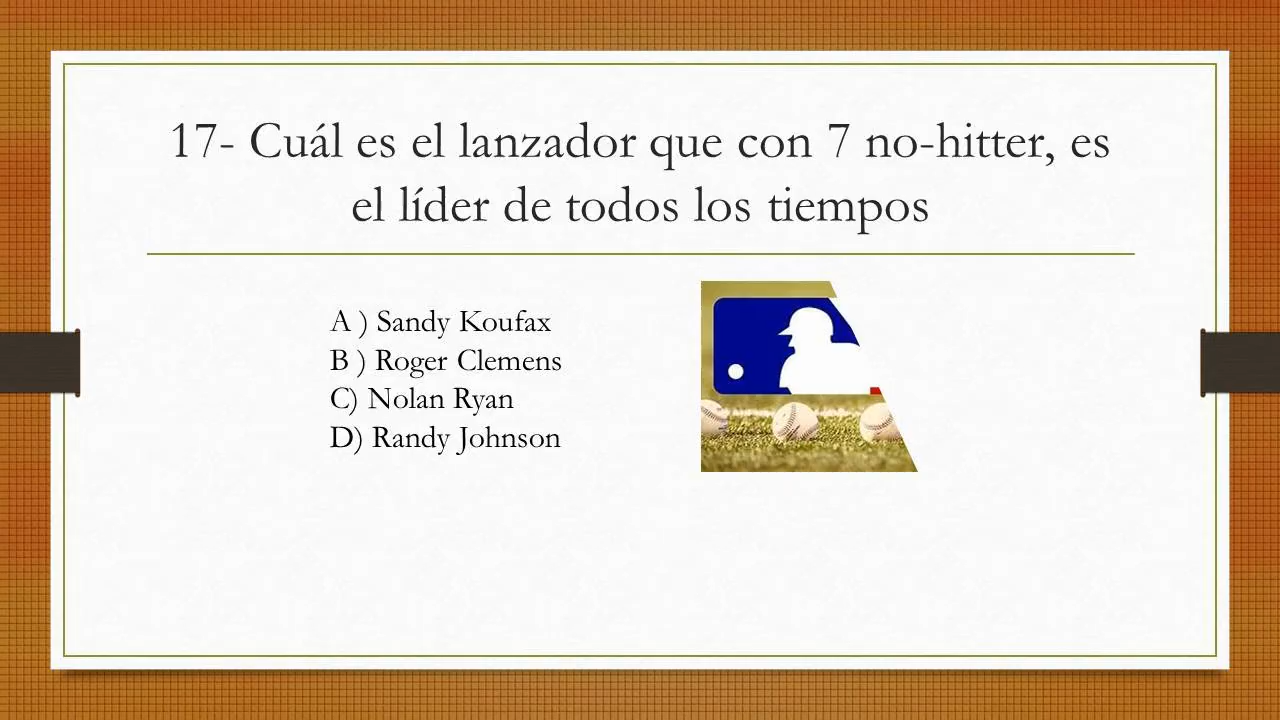 17- Cuál es el lanzador que con 7 no-hitter, es
el líder de todos los tiempos
A ) Sandy Koufax
B ) Roger Clemens
C) Nolan Ryan
D) Randy Johnson